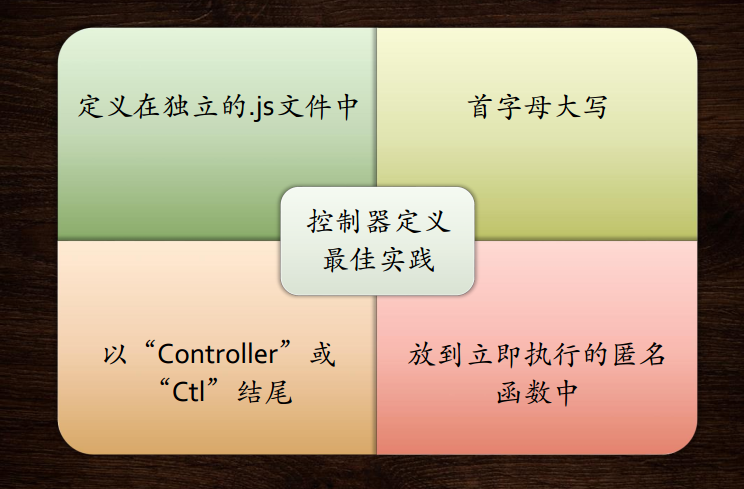 定义在独立的.js文件中
首字母大写
控制器定义
最佳实践
以“Controller”或
“Ctl”结尾
放到立即执行的匿名
函数中